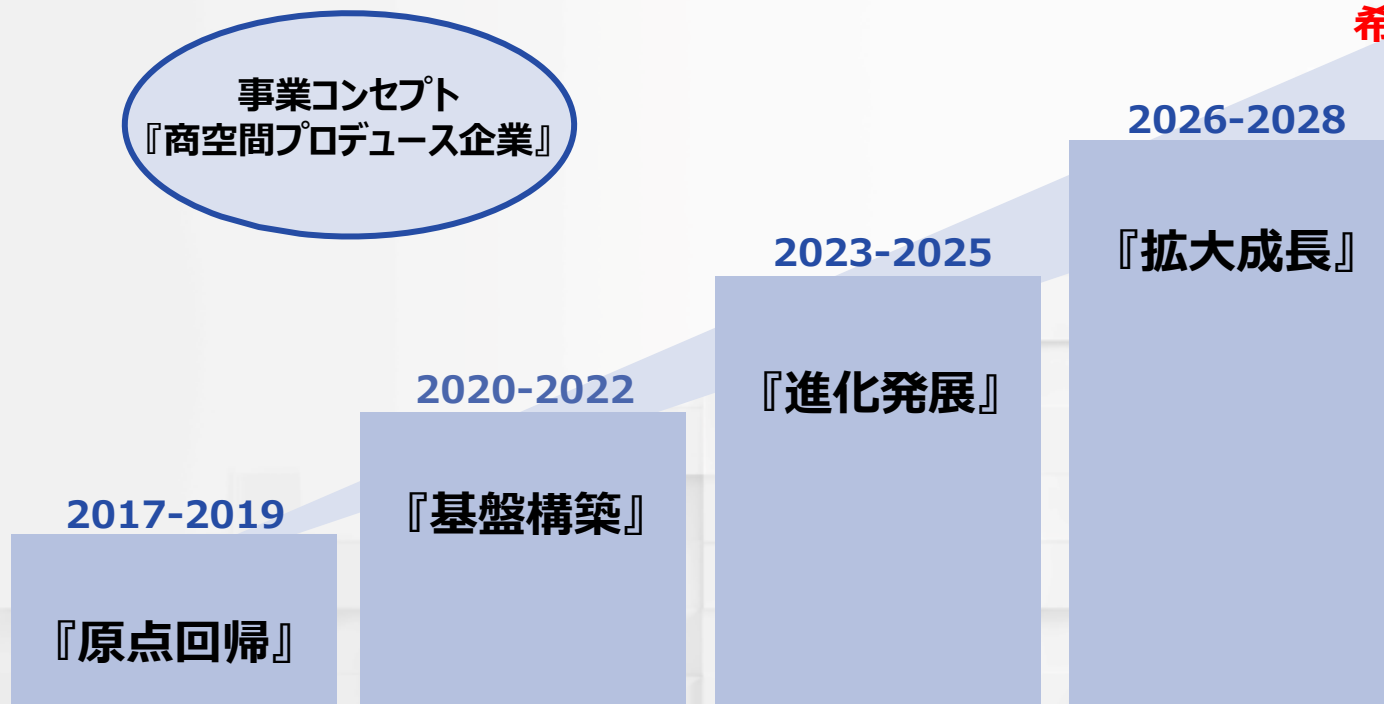 事業コンセプト
『商空間プロデュース企業』
2017-2019
『原点回帰』
2020-2022
『基盤構築』
2023-2025
『進化発展』
2026-2028
『拡大成長』
希